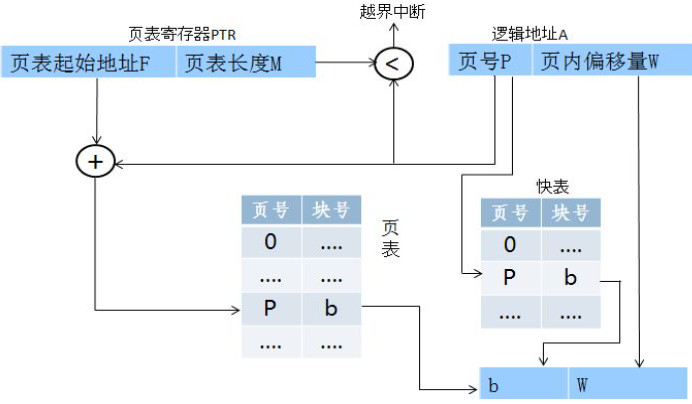 越界中断
页表寄存器PTR
逻辑地址A
页表起始地址F 页表长度M
<
页号P 页内偏移量W
+
快表
页号 块号
0 ....
.... ....
P b
.... ....
页表
页号 块号
0 ....
P b
.... ....
b W